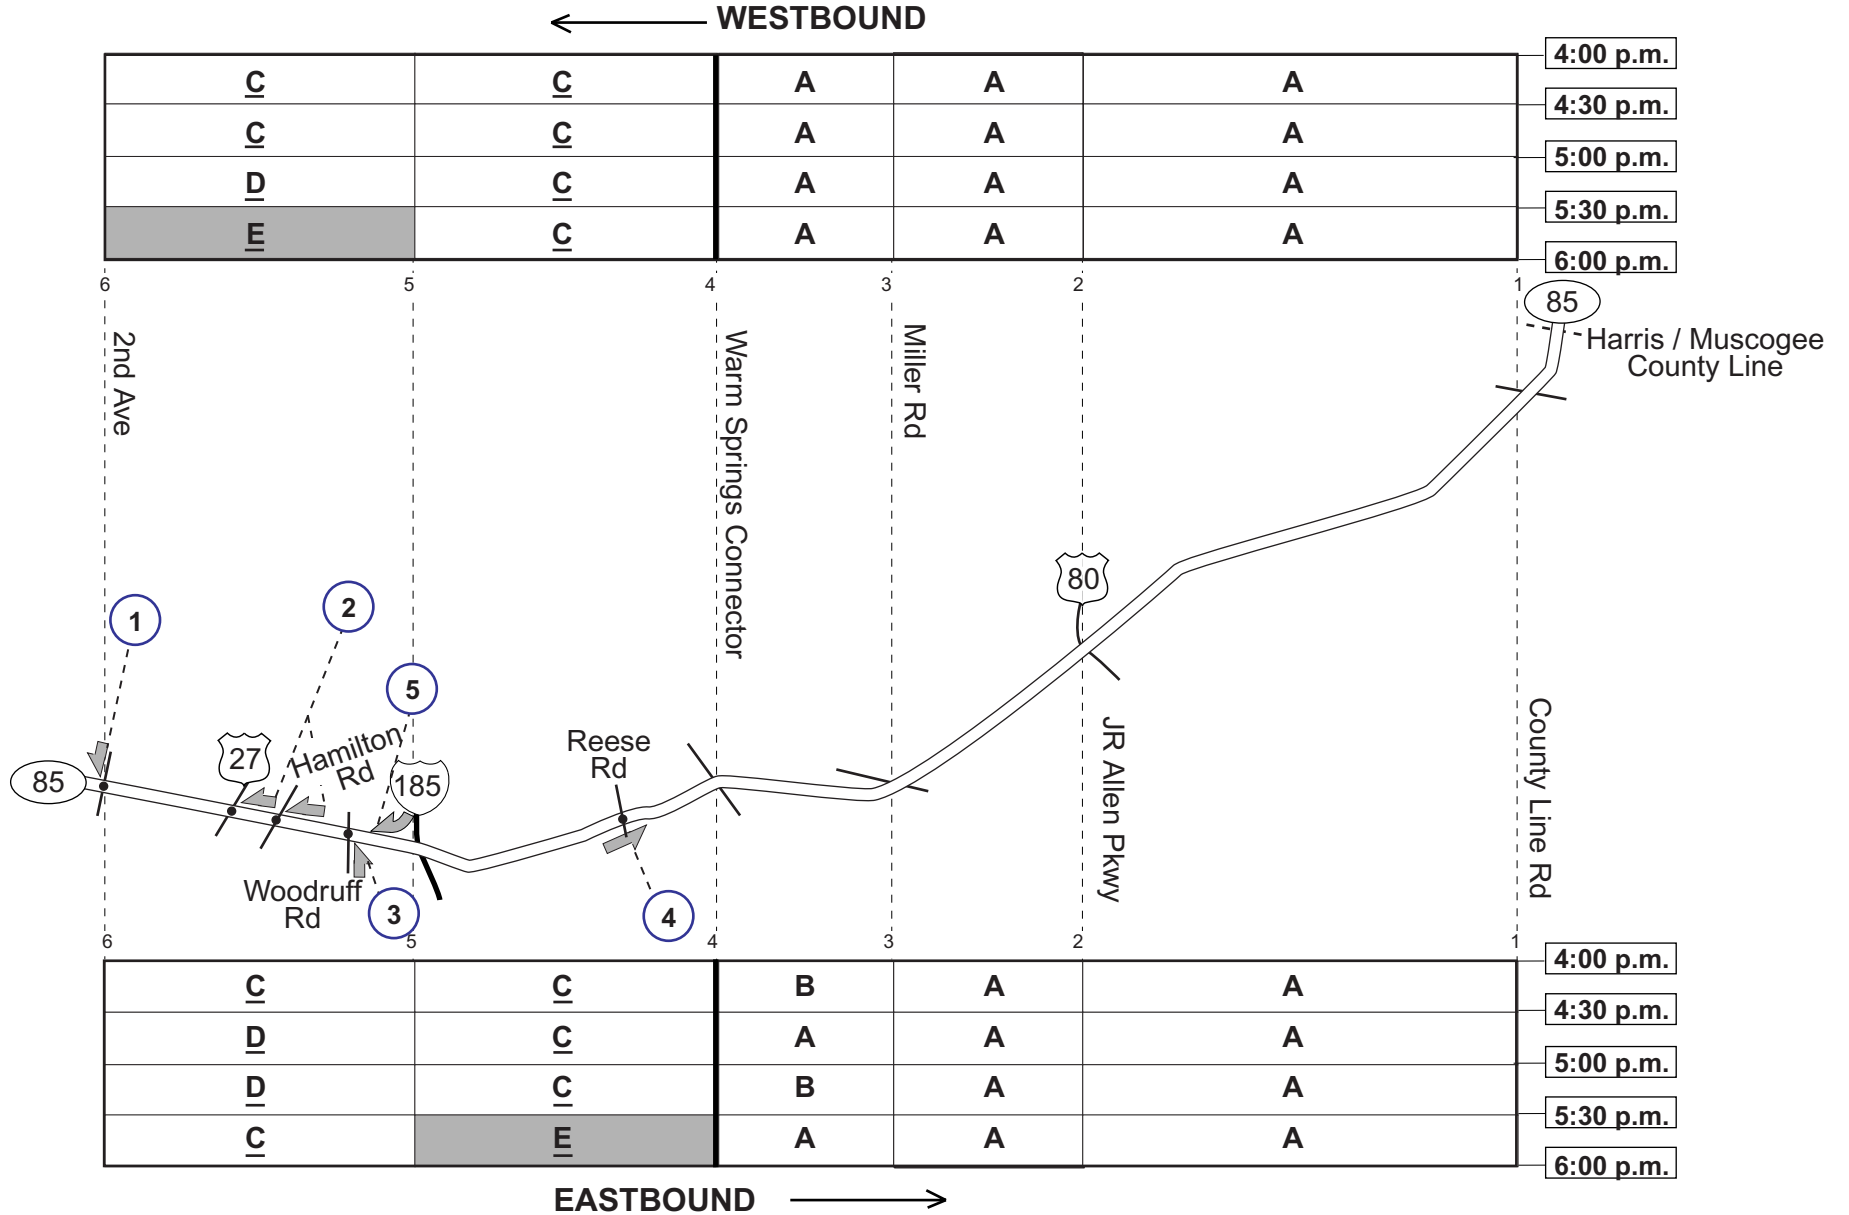 WESTBOUND
C C A A A
C C A A A
D C A A A
E C A A A
4:00 p.m.
4:30 p.m.
5:00 p.m.
5:30 p.m.
6:00 p.m.
6 5 4 3 2 1
85
Harris / Muscogee
County Line
2nd Ave
Warm Springs Connector
Miller Rd
80
JR Allen Pkwy
County Line Rd
1
2
5
27
Hamilton
Rd
185
Reese
Rd
85
Woodruff
Rd
3
4
6 5 4 3 2 1
C C B A A
D C A A A
D C B A A
C E A A A
4:00 p.m.
4:30 p.m.
5:00 p.m.
5:30 p.m.
6:00 p.m.
EASTBOUND